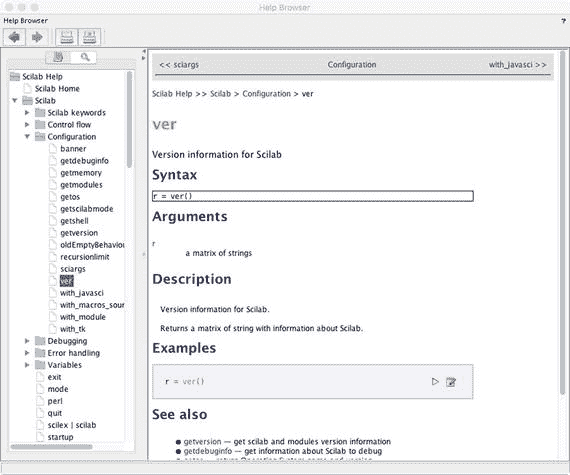 Help Browser
Help Browser
?
Scilab Help
Scilab Home
Scilab
Scilab keywords
Control flow
Configuration
banner
getdebuginfo
getmemory
getmodules
getos
getscilabmode
getshell
getversion
oldEmptyBehaviou
recursionlimit
sciargs
ver
with_javasci
with_macros_sour
with_module
with_tk
Debugging
Error handling
Variables
exit
mode
perl
quit
scilex | scilab
startup
<< sciargs Configuration with_javasci >>
Scilab Help >> Scilab > Configuration > ver
ver
Version information for Scilab
Syntax
r = ver()
Arguments
r
a matrix of strings
Description
Version information for Scilab.
Returns a matrix of string with information about Scilab.
Examples
r = ver()
See also
getversion — get scilab and modules version information
getdebuginfo — get information about Scilab to debug